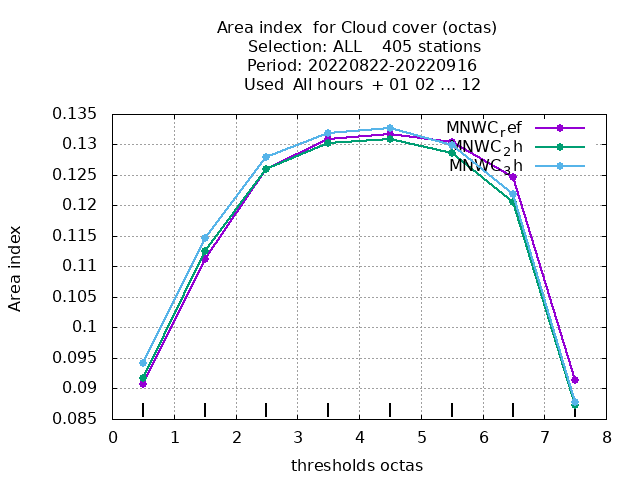 Area index  for Cloud cover (octas)
Selection: ALL    405 stations
Period: 20220822-20220916
Used  All hours  + 01 02 ... 12
0.135
0.13
0.125
0.12
0.115
0.11
0.105
0.1
0.095
0.09
0.085
Area index
MNWC_ref
MNWC_2h
MNWC_3h
0 1 2 3 4 5 6 7 8
thresholds octas